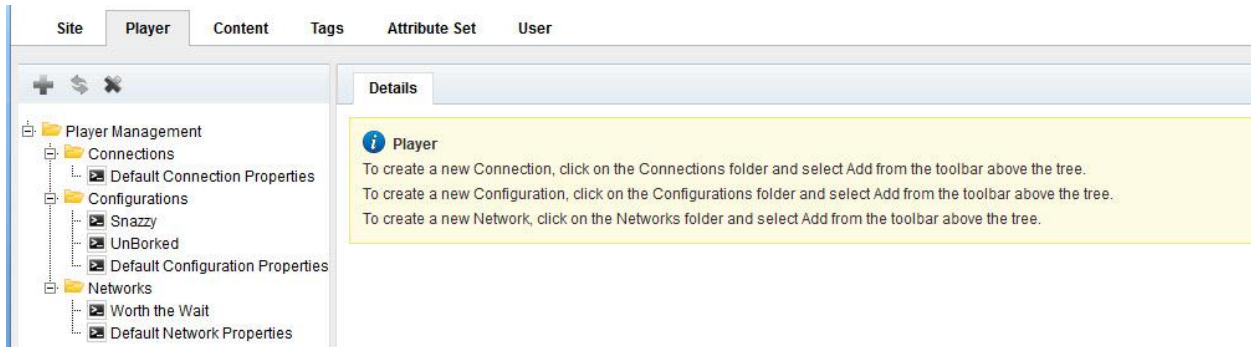 Site Player Content Tags Attribute Set User
Details
Player Management
Connections
Default Connection Properties
Configurations
Snazzy
UnBorked
Default Configuration Properties
Networks
Worth the Wait
Default Network Properties
Player
To create a new Connection, click on the Connections folder and select Add from the toolbar above the tree.
To create a new Configuration, click on the Configurations folder and select Add from the toolbar above the tree.
To create a new Network, click on the Networks folder and select Add from the toolbar above the tree.